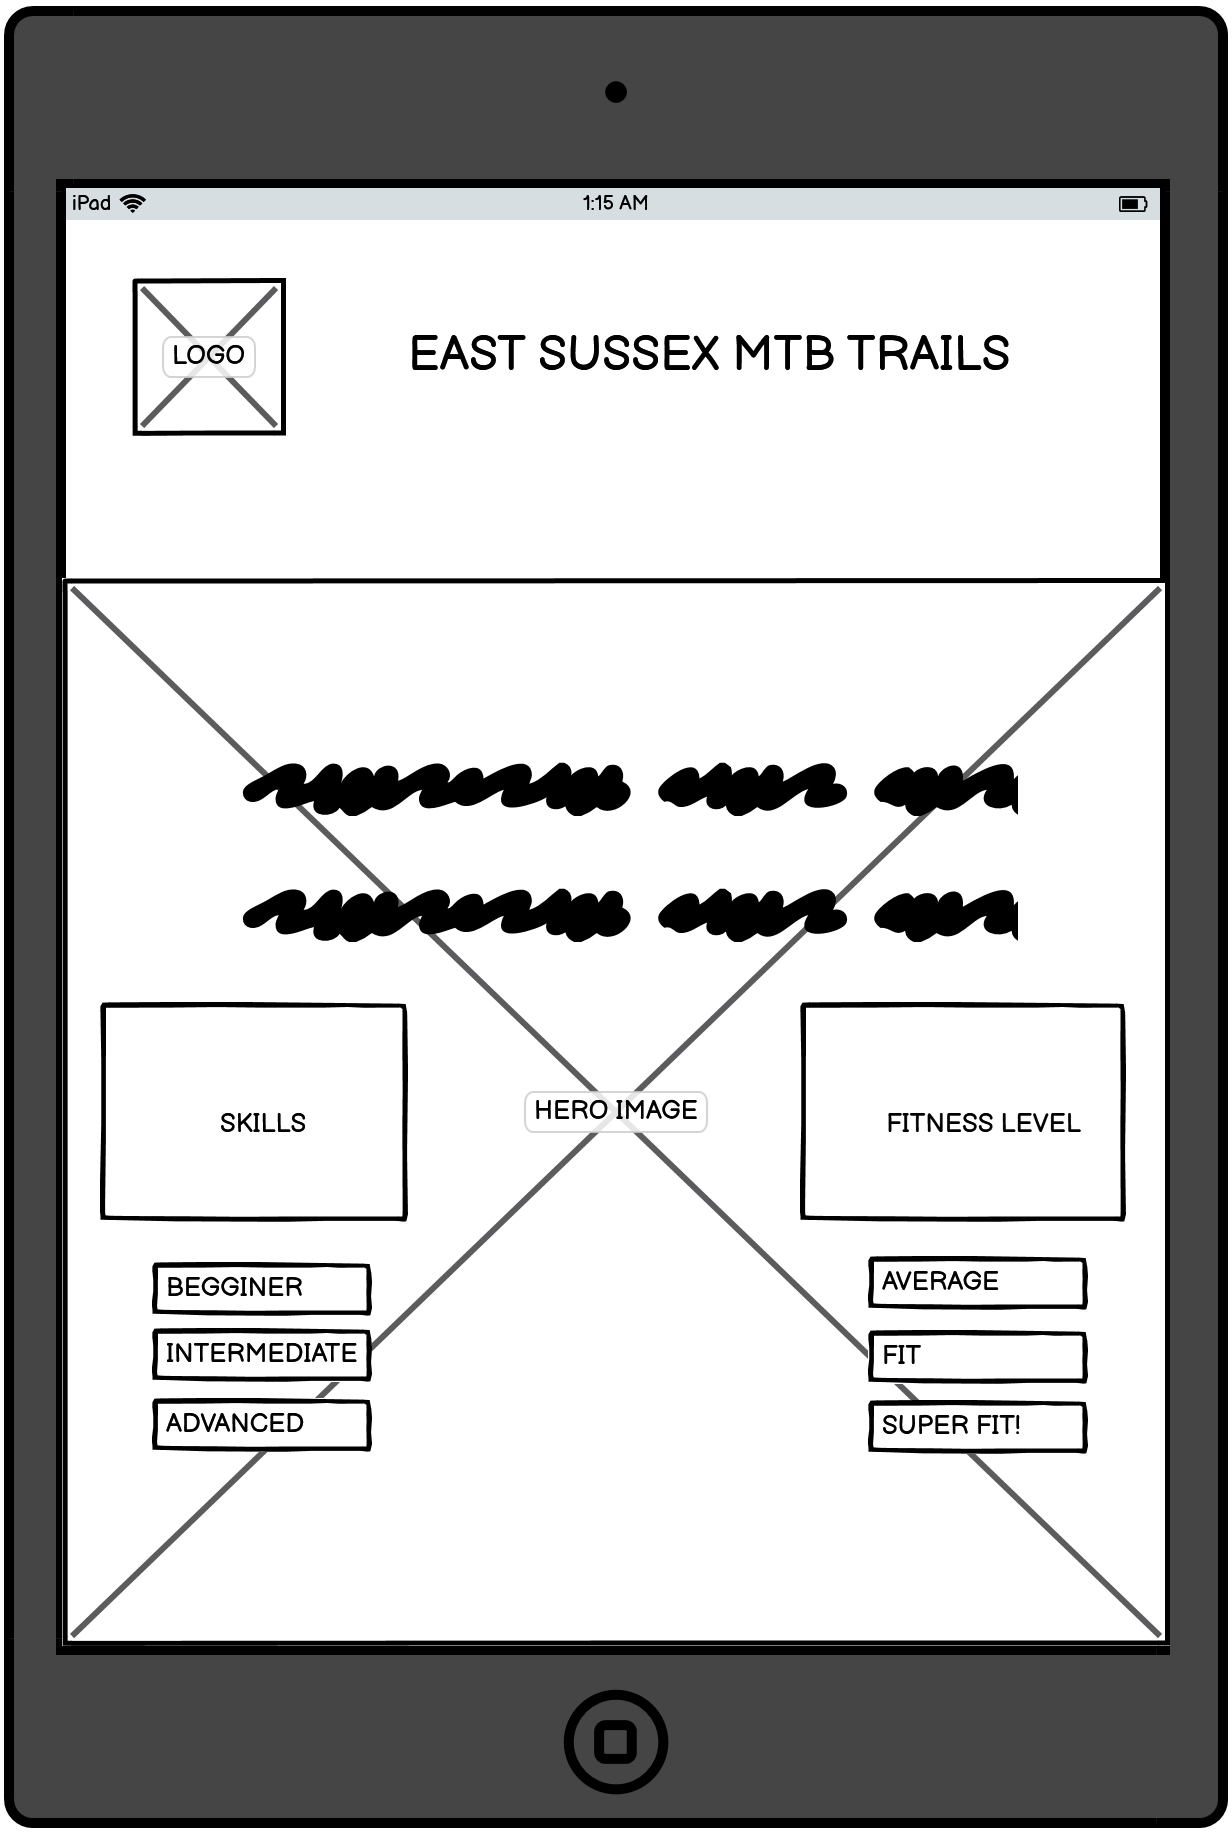 iPad 1:15 AM
LOGO
EAST SUSSEX MTB TRAILS
HERO IMAGE
SKILLS
BEGGINER
INTERMEDIATE
ADVANCED
FITNESS LEVEL
AVERAGE
FIT
SUPER FIT!